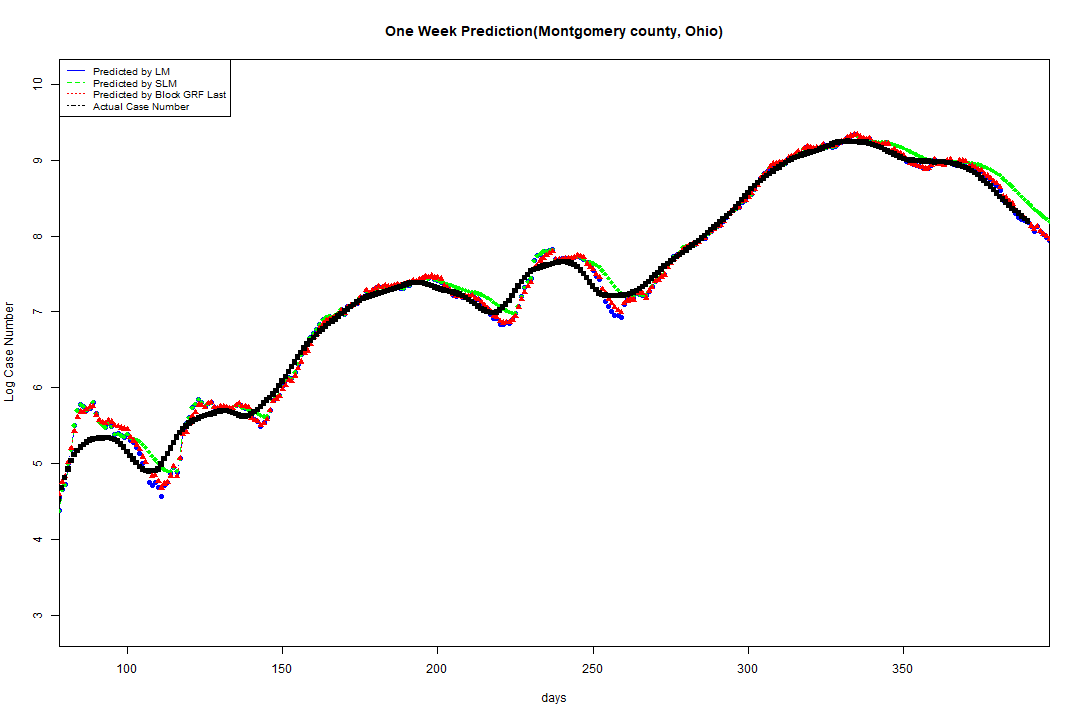 One Week Prediction(Montgomery county, Ohio)
Predicted by LM
Predicted by SLM
Predicted by Block GRF Last
Actual Case Number
10
9
8
7
6
5
4
3
Log Case Number
100 150 200 250 300 350
days